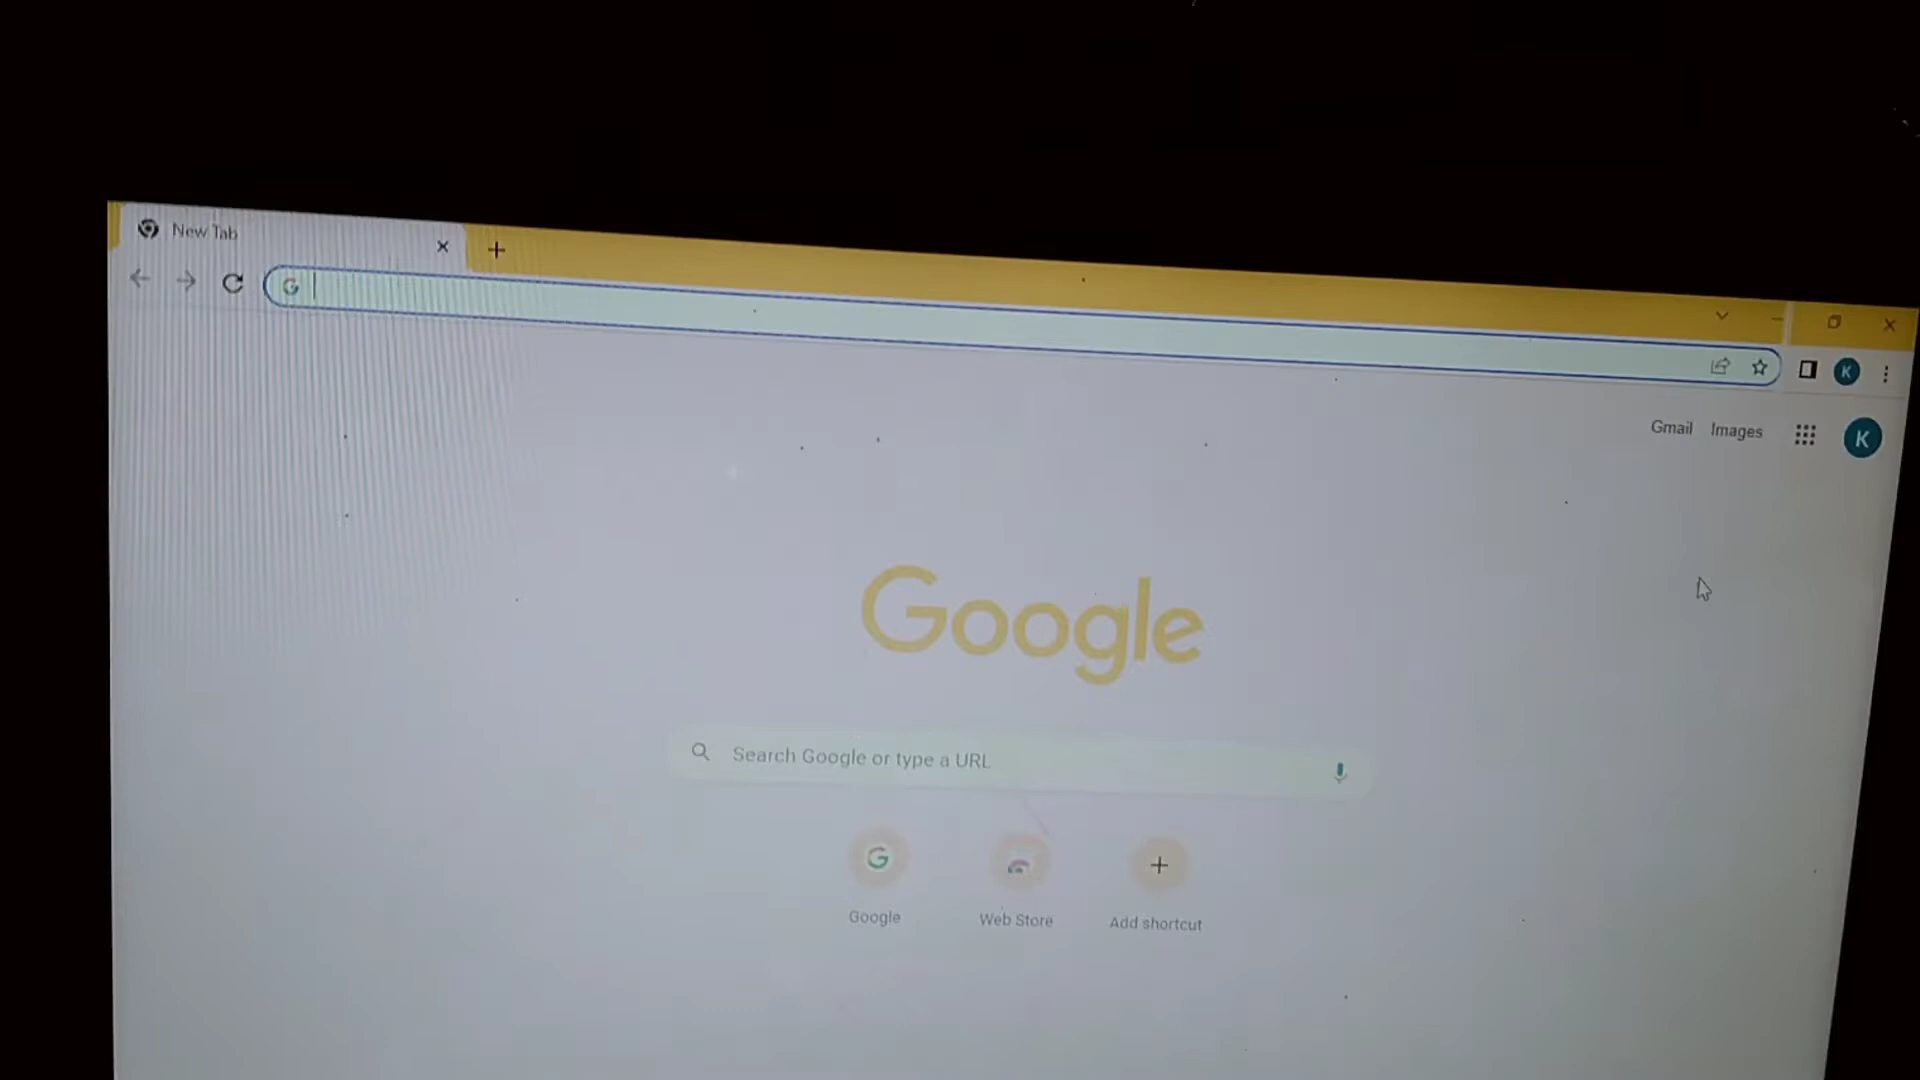 New Tab
Gmail Images
K
K
Google
Search Google or type a URL
G
Google
Web Store
Add shortcut